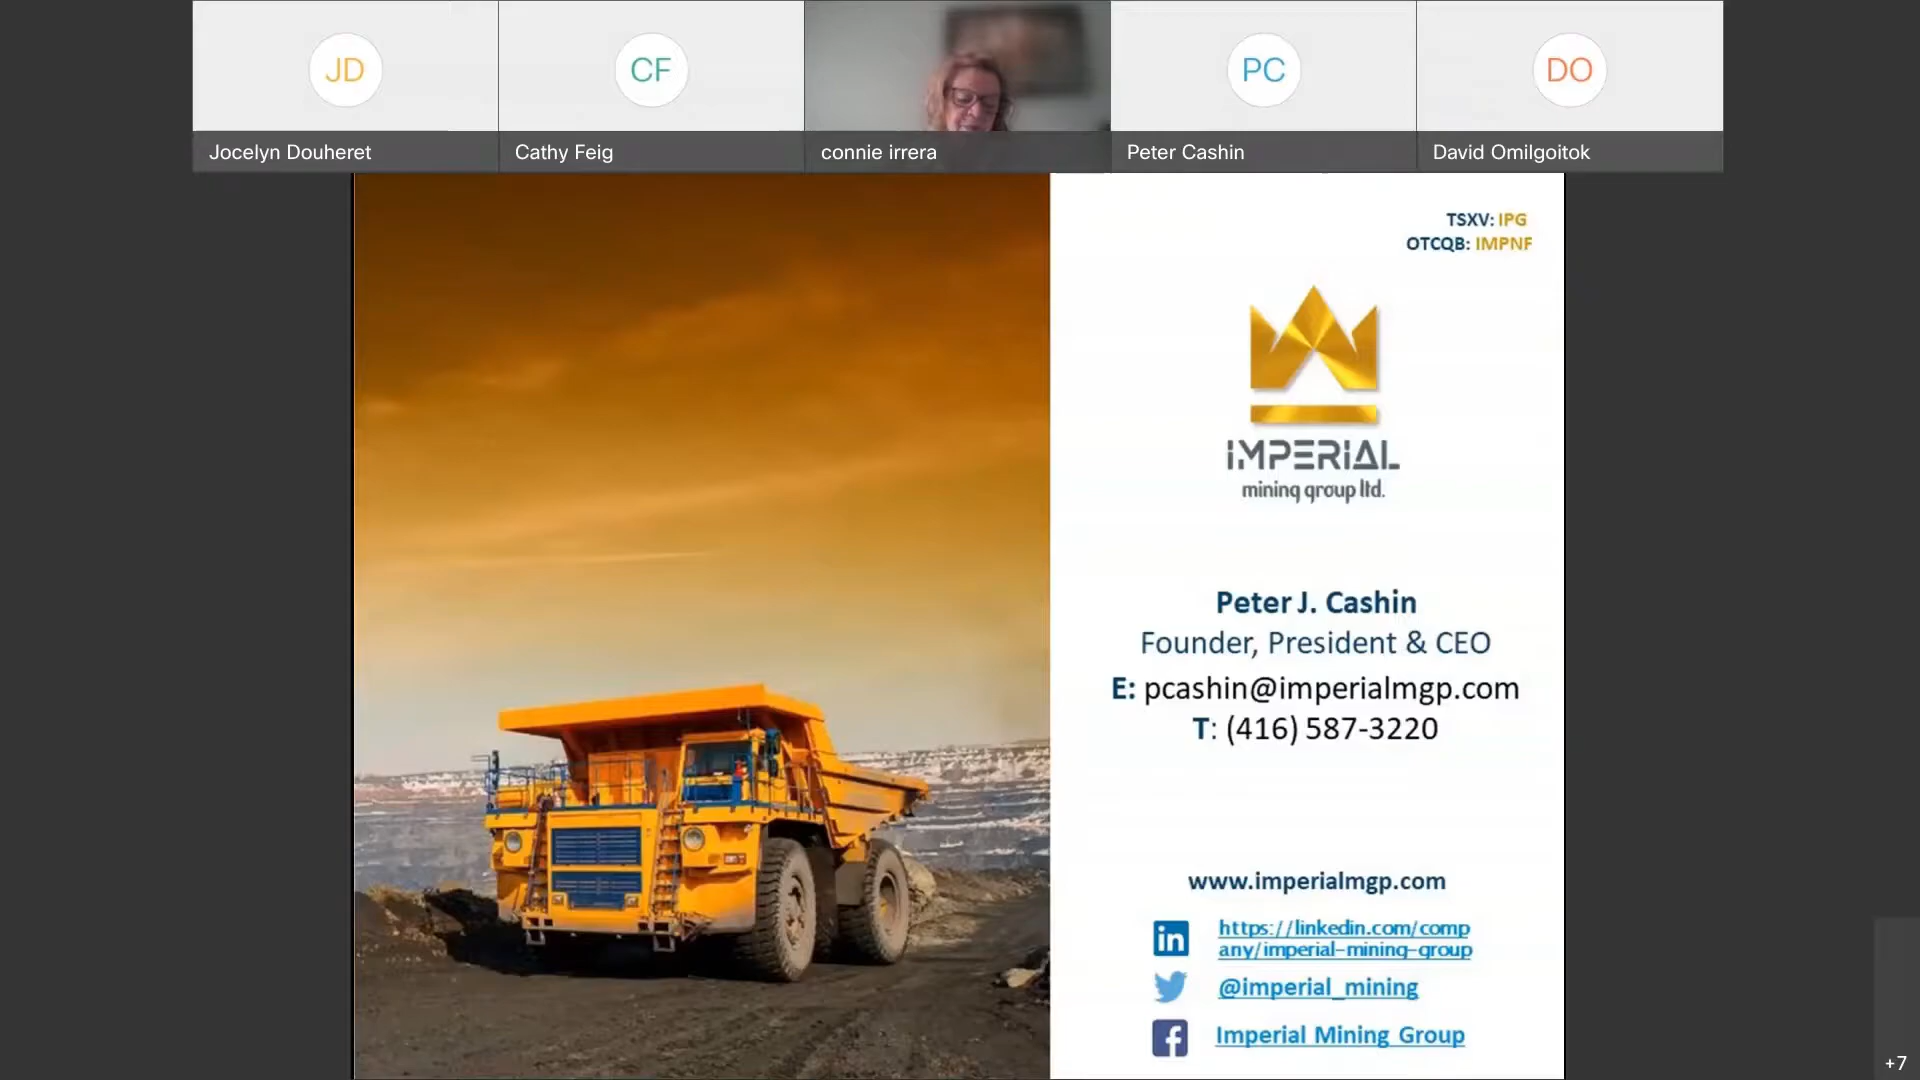 JD
CF
PC
DO
Jocelyn Douheret
Cathy Feig
connie irrera
Peter Cashin
David Omilgoitok
TSXV: IPG
OTCQB: IMPNF
IMPERIAL
mining group ltd.
Peter J. Cashin
Founder, President & CEO
E: pcashin@imperialmgp.com
T: (416) 587-3220
www.imperialmgp.com
in
https://linkedin.com/comp
any/imperial-mining-group
@imperial_mining
f
Imperial Mining Group
+7